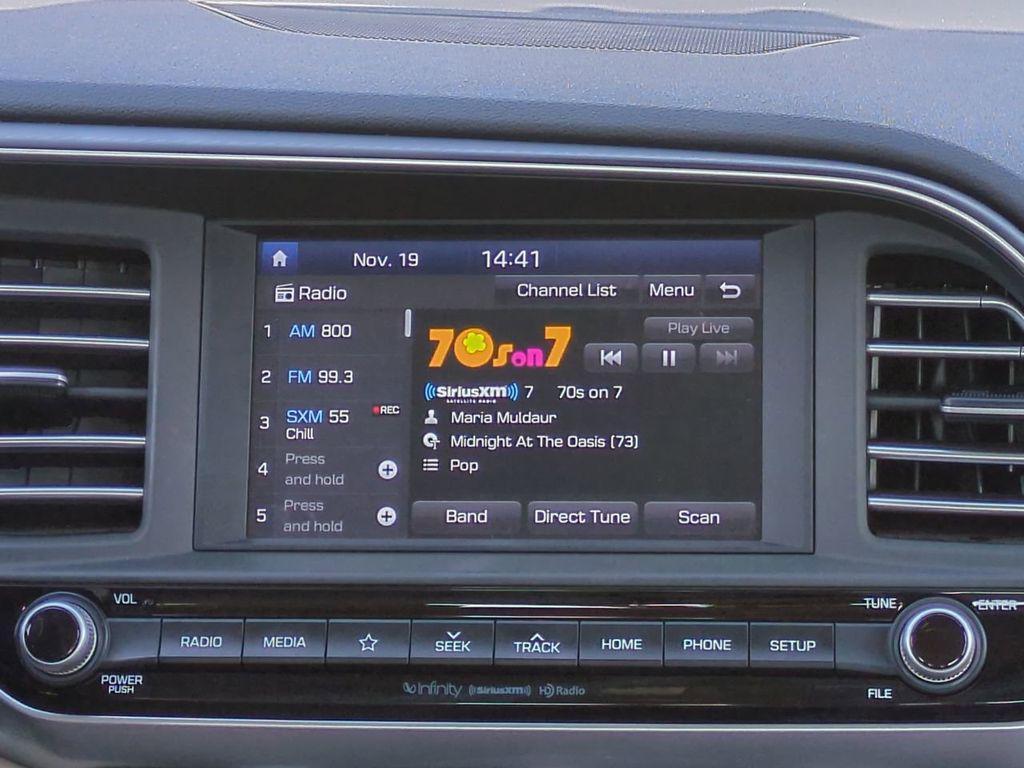 Nov. 19 14:41
Radio Channel List Menu
1 AM 800
2 FM 99.3
3 SXM 55 REC
Chill
4 Press
and hold
5 Press
and hold
70s on 7
Play Live
((SiriusXM)) 7 70s on 7
SATELLITE RADIO
Maria Muldaur
Midnight At The Oasis (73)
Pop
Band Direct Tune Scan
VOL
POWER
PUSH
RADIO MEDIA SEEK TRACK HOME PHONE SETUP
TUNE ENTER
FILE
Infinity ((SiriusXM)) HD Radio